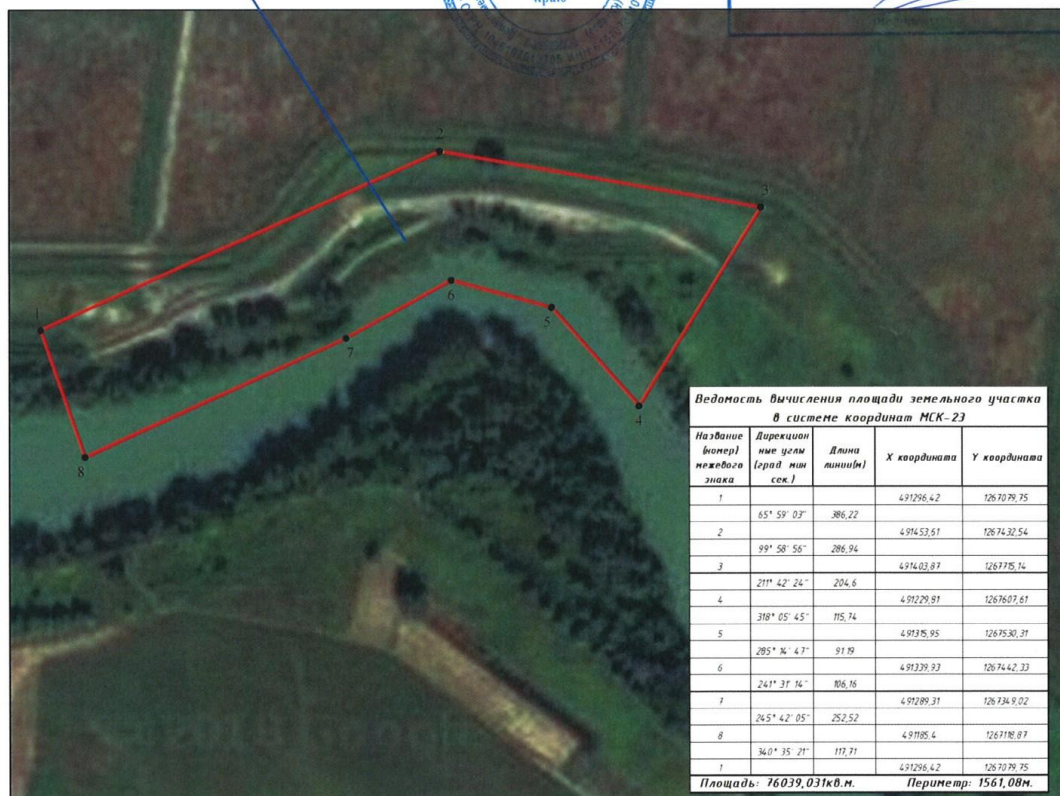 2
3
1
6
5
7
4
8
Ведомость вычисления площади земельного участка
в системе координат МСК-23
Название (номер) межевого знака Дирекцион ные углы (град мин сек.) Длина линии(м) X координата Y координата
1 491296,42 1267079,75
65° 59' 03" 386,22
2 491453,61 1267432,54
99° 58' 56" 286,94
3 491403,87 1267715,14
211° 42' 24" 204,6
4 491229,81 1267607,61
318° 05' 45" 115,74
5 491315,95 1267530,31
285° 14' 47" 91.19
6 491339,93 1267442,33
241° 31' 14" 106,16
7 491289,31 1267349,02
245° 42' 05" 252,52
8 491185,4 1267118,87
340° 35' 21" 117,71
1 491296,42 1267079,75
Площадь: 76039,031кв.м. Периметр: 1561,08м.